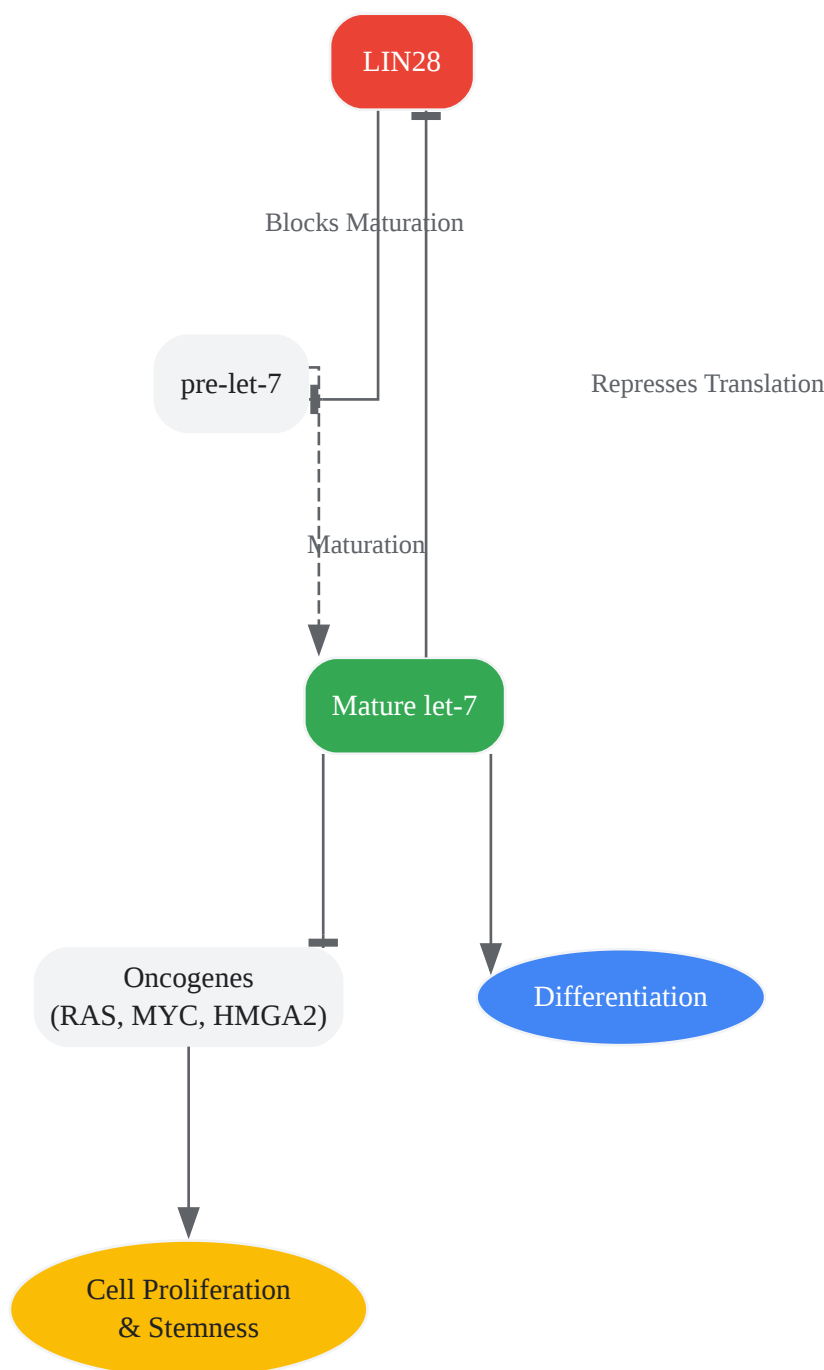 LIN28
Blocks Maturation
pre-let-7
Represses Translation
Maturation
Mature let-7
Oncogenes
(RAS, MYC, HMGA2)
Differentiation
Cell Proliferation
& Stemness